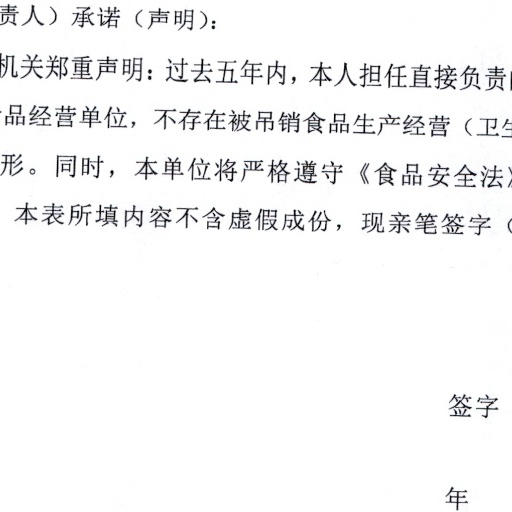 责人）承诺（声明）：
机关郑重声明：过去五年内，本人担任直接负责
品经营单位，不存在被吊销食品生产经营（卫生
形。同时，本单位将严格遵守《食品安全法》
本表所填内容不含虚假成份，现亲笔签字（
签字
年